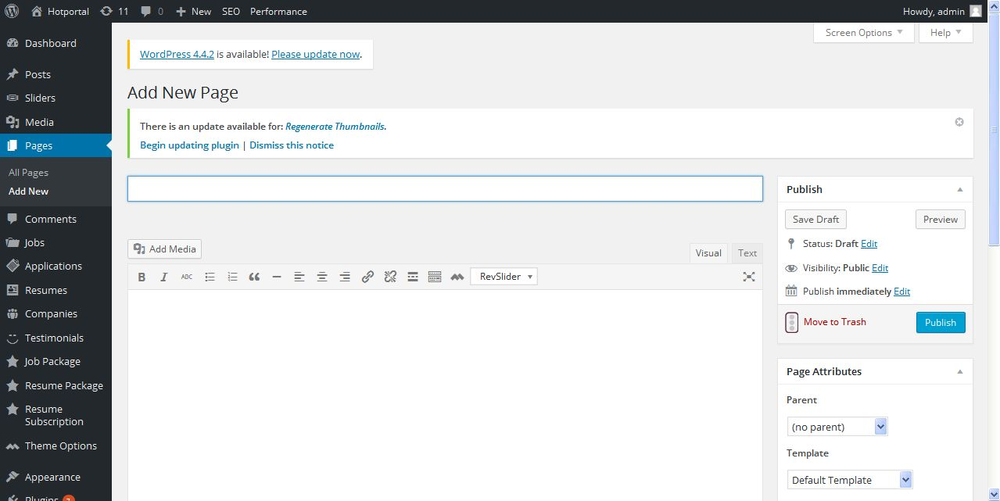 Hotportal 11 0 New SEO Performance Howdy, admin
Screen Options Help
Dashboard
Posts
Sliders
Media
Pages
All Pages
Add New
Comments
Jobs
Applications
Resumes
Companies
Testimonials
Job Package
Resume Package
Resume
Subscription
Theme Options
Appearance
Plugins 7
WordPress 4.4.2 is available! Please update now.
Add New Page
There is an update available for: Regenerate Thumbnails.
Begin updating plugin | Dismiss this notice
Add Media
Visual Text
B I ABC RevSlider
Publish
Save Draft Preview
Status: Draft Edit
Visibility: Public Edit
Publish immediately Edit
Move to Trash Publish
Page Attributes
Parent
(no parent)
Template
Default Template